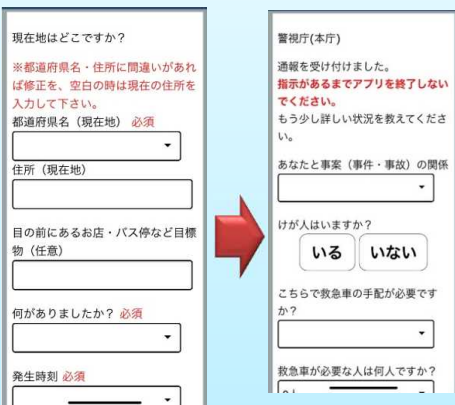 現在地はどこですか？
※都道府県名・住所に間違いがあれ
ば修正を、空白の時は現在の住所を
入力して下さい。
都道府県名（現在地） 必須
住所（現在地）
目の前にあるお店・バス停など目標
物（任意）
何がありましたか？ 必須
発生時刻 必須
警視庁(本庁)
通報を受け付けました。
指示があるまでアプリを終了しない
でください。
もう少し詳しい状況を教えてくださ
い。
あなたと事案（事件・事故）の関係
けが人はいますか？
いる いない
こちらで救急車の手配が必要です
か？
救急車が必要な人は何人ですか？